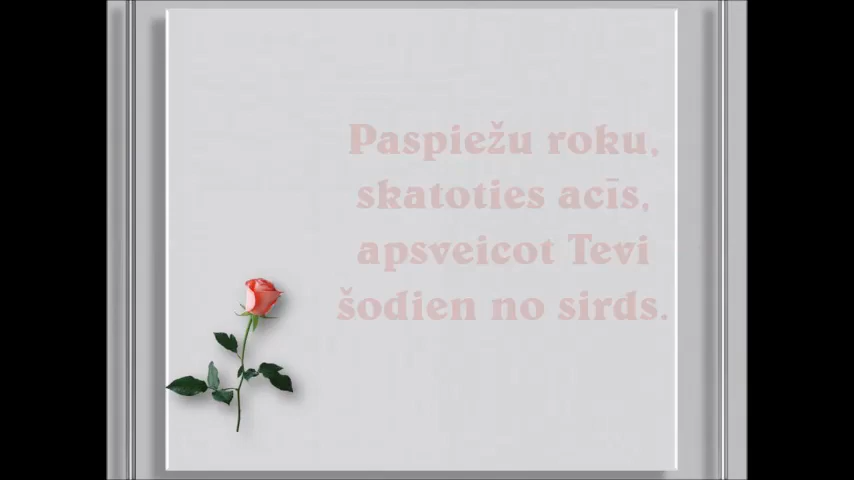 Paspiežu roku,
skatoties acīs,
apsveicot Tevi
šodien no sirds.